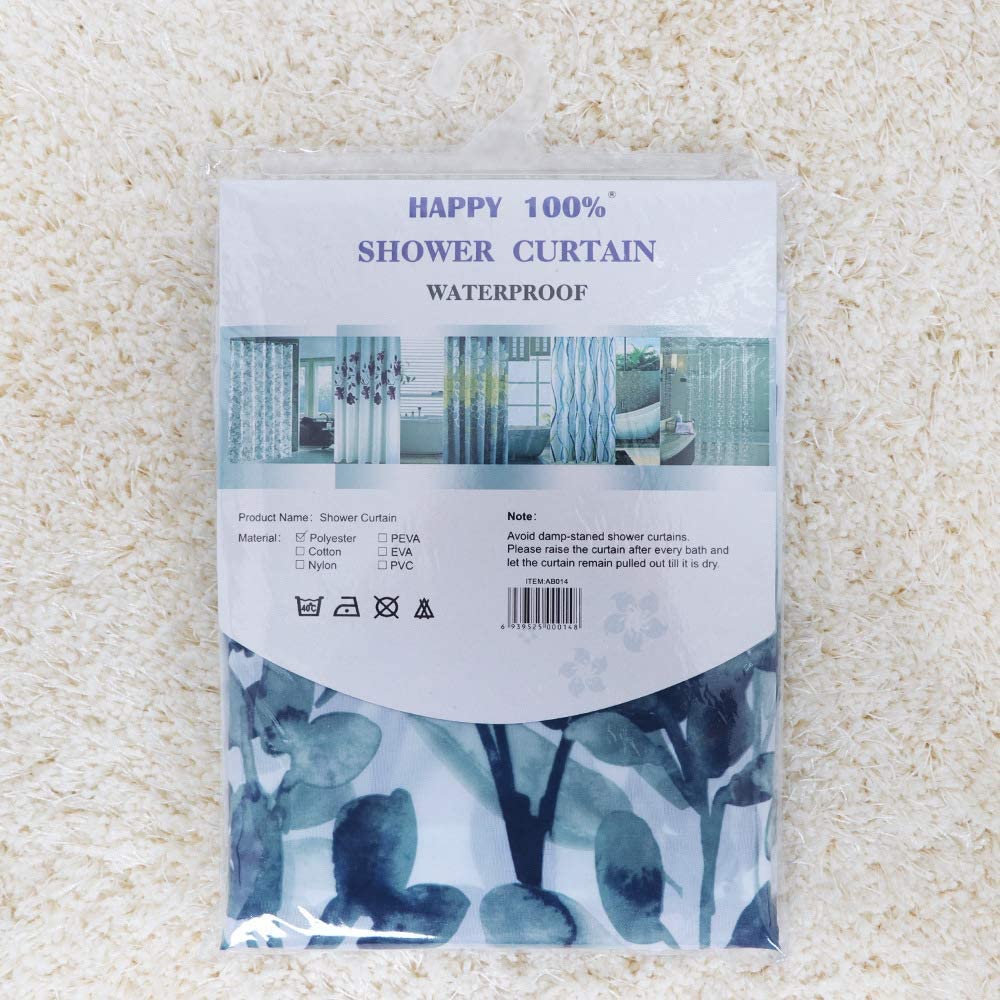 HAPPY 100%®
SHOWER CURTAIN
WATERPROOF
Product Name: Shower Curtain
Material: ☑ Polyester ☐ PEVA
☐ Cotton ☐ EVA
☐ Nylon ☐ PVC
Note:
Avoid damp-staned shower curtains.
Please raise the curtain after every bath and
let the curtain remain pulled out till it is dry.
40°C
ITEM:AB014
6 939525 000148